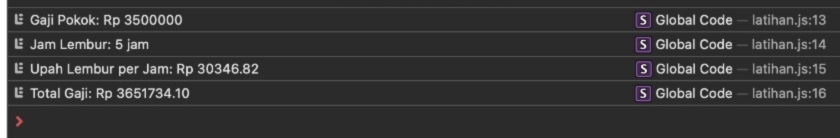 Gaji Pokok: Rp 3500000 S Global Code — latihan.js:13
Jam Lembur: 5 jam S Global Code — latihan.js:14
Upah Lembur per Jam: Rp 30346.82 S Global Code — latihan.js:15
Total Gaji: Rp 3651734.10 S Global Code — latihan.js:16